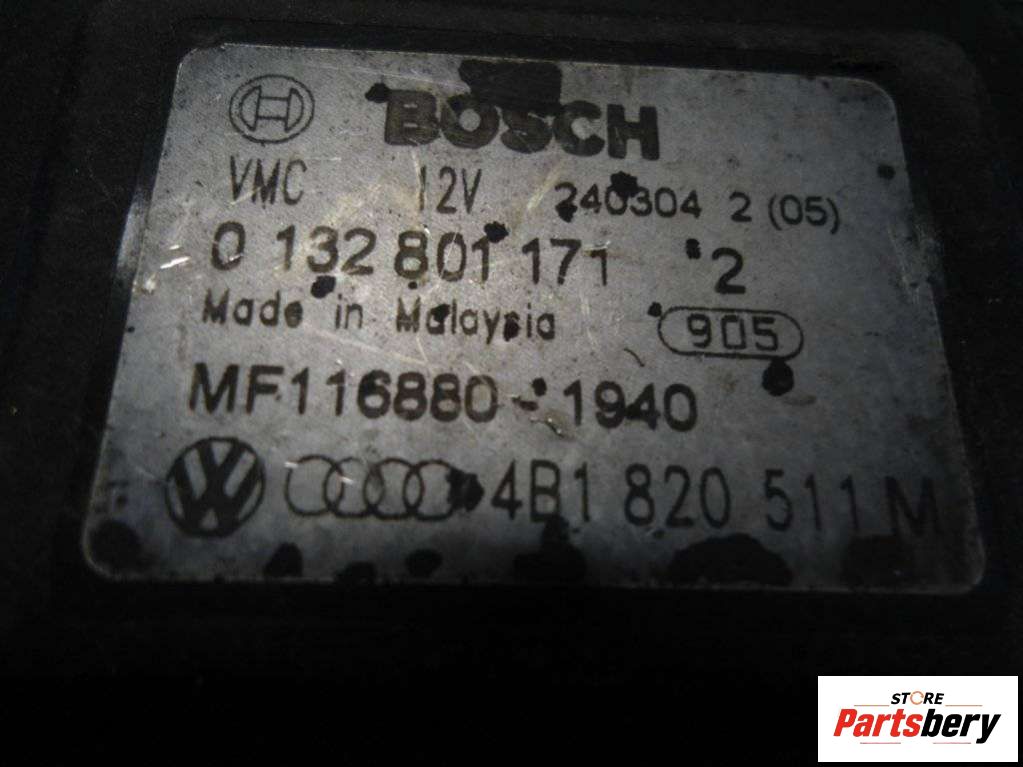 BOSCH
VMC 12V 240304 2 (05)
0 132 801 171 2
Made in Malaysia 905
MF116880-1940
VW 4B1 820 511 M
STORE
Partsbery